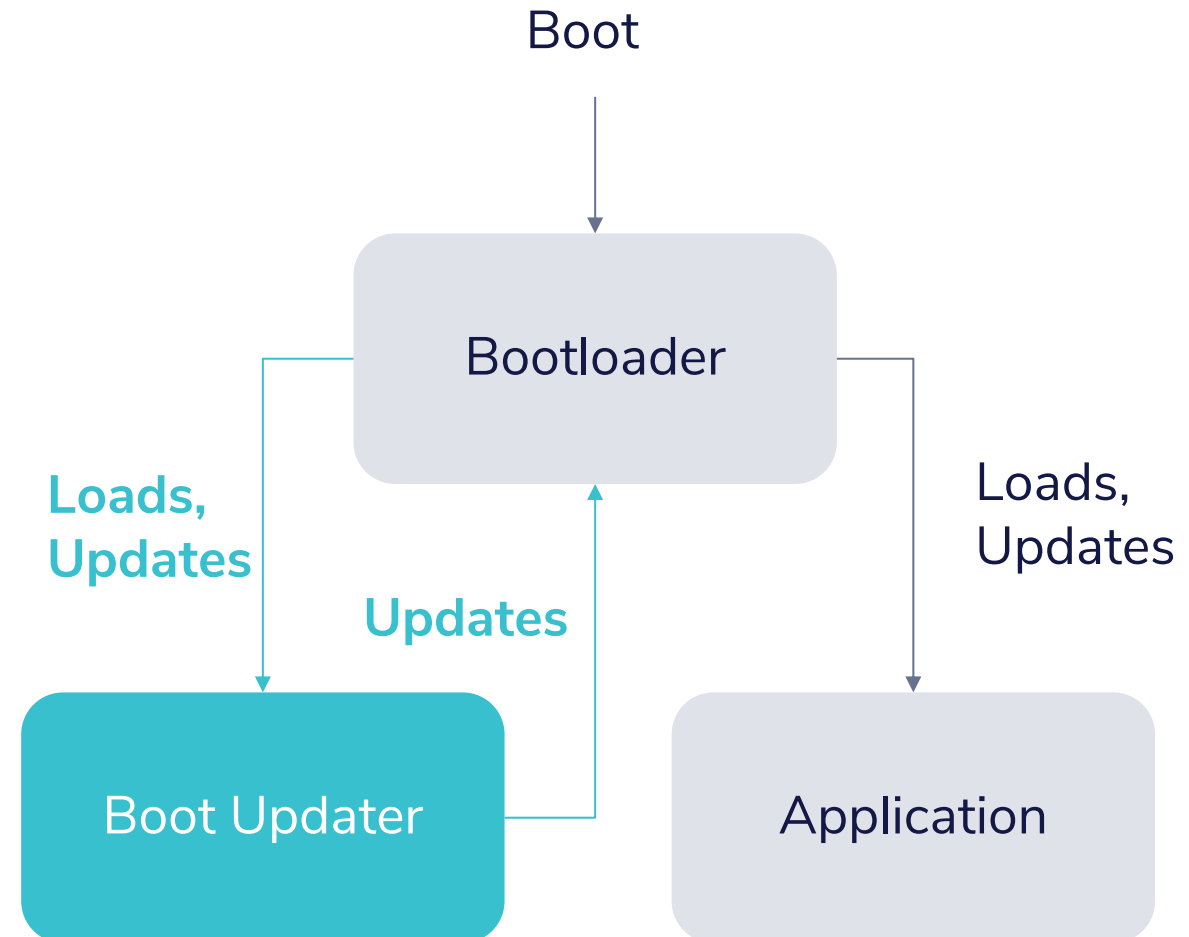 Boot
Bootloader
Loads,
Updates
Updates
Loads,
Updates
Boot Updater
Application